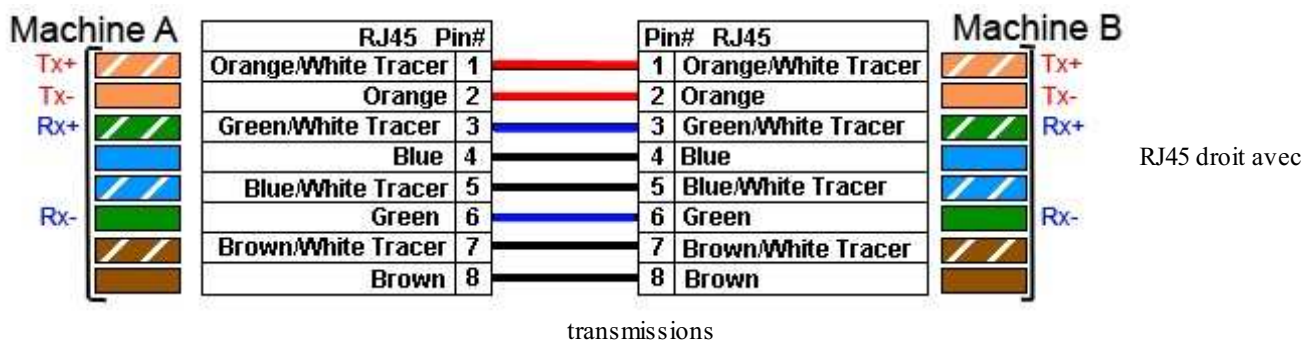 Machine A
Machine B
RJ45 Pin#
Pin# RJ45
Tx+ Orange/White Tracer 1 1 Orange/White Tracer Tx+
Tx- Orange 2 2 Orange Tx-
Rx+ Green/White Tracer 3 3 Green/White Tracer Rx+
Blue 4 4 Blue
RJ45 droit avec
Blue/White Tracer 5 5 Blue/White Tracer
Rx- Green 6 6 Green Rx-
Brown/White Tracer 7 7 Brown/White Tracer
Brown 8 8 Brown
transmissions